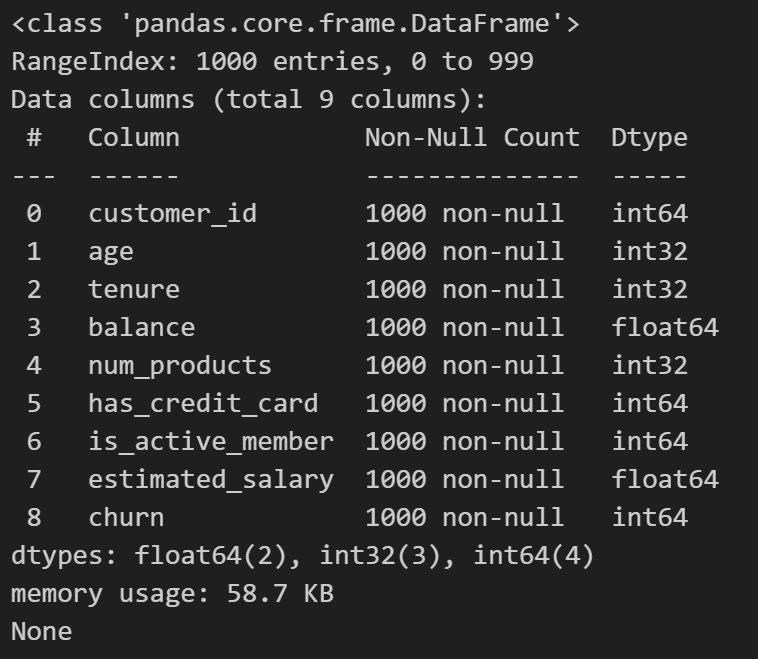 <class 'pandas.core.frame.DataFrame'>
RangeIndex: 1000 entries, 0 to 999
Data columns (total 9 columns):
 #   Column            Non-Null Count  Dtype
---  ------            --------------  -----
 0   customer_id       1000 non-null   int64
 1   age               1000 non-null   int32
 2   tenure            1000 non-null   int32
 3   balance           1000 non-null   float64
 4   num_products      1000 non-null   int32
 5   has_credit_card   1000 non-null   int64
 6   is_active_member  1000 non-null   int64
 7   estimated_salary  1000 non-null   float64
 8   churn             1000 non-null   int64
dtypes: float64(2), int32(3), int64(4)
memory usage: 58.7 KB
None